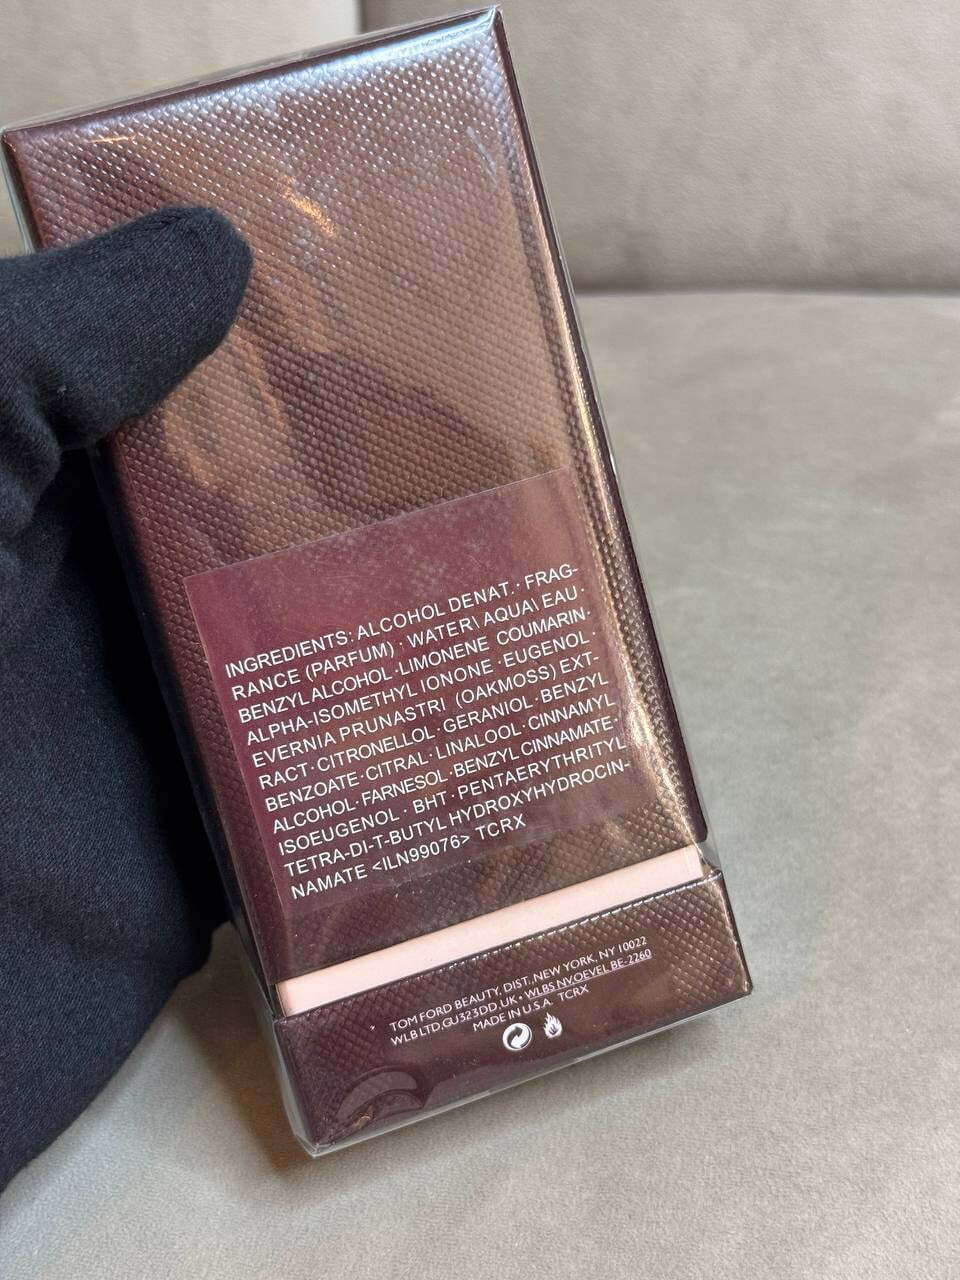 INGREDIENTS: ALCOHOL DENAT. · FRAG-
RANCE (PARFUM) · WATER\ AQUA\ EAU ·
BENZYL ALCOHOL · LIMONENE COUMARIN ·
ALPHA-ISOMETHYL IONONE · EUGENOL ·
EVERNIA PRUNASTRI (OAKMOSS) EXT-
RACT · CITRONELLOL · GERANIOL · BENZYL
BENZOATE · CITRAL · LINALOOL · CINNAMYL
ALCOHOL · FARNESOL · BENZYL CINNAMATE ·
ISOEUGENOL · BHT · PENTAERYTHRITYL
TETRA-DI-T-BUTYL HYDROXYHYDROCIN-
NAMATE <ILN99076> TCRX
TOM FORD BEAUTY, DIST. NEW YORK, NY 10022
WLB LTD.GU323DD.UK • WLBS NV.OEVEL BE-2260
MADE IN U.S.A. TCRX